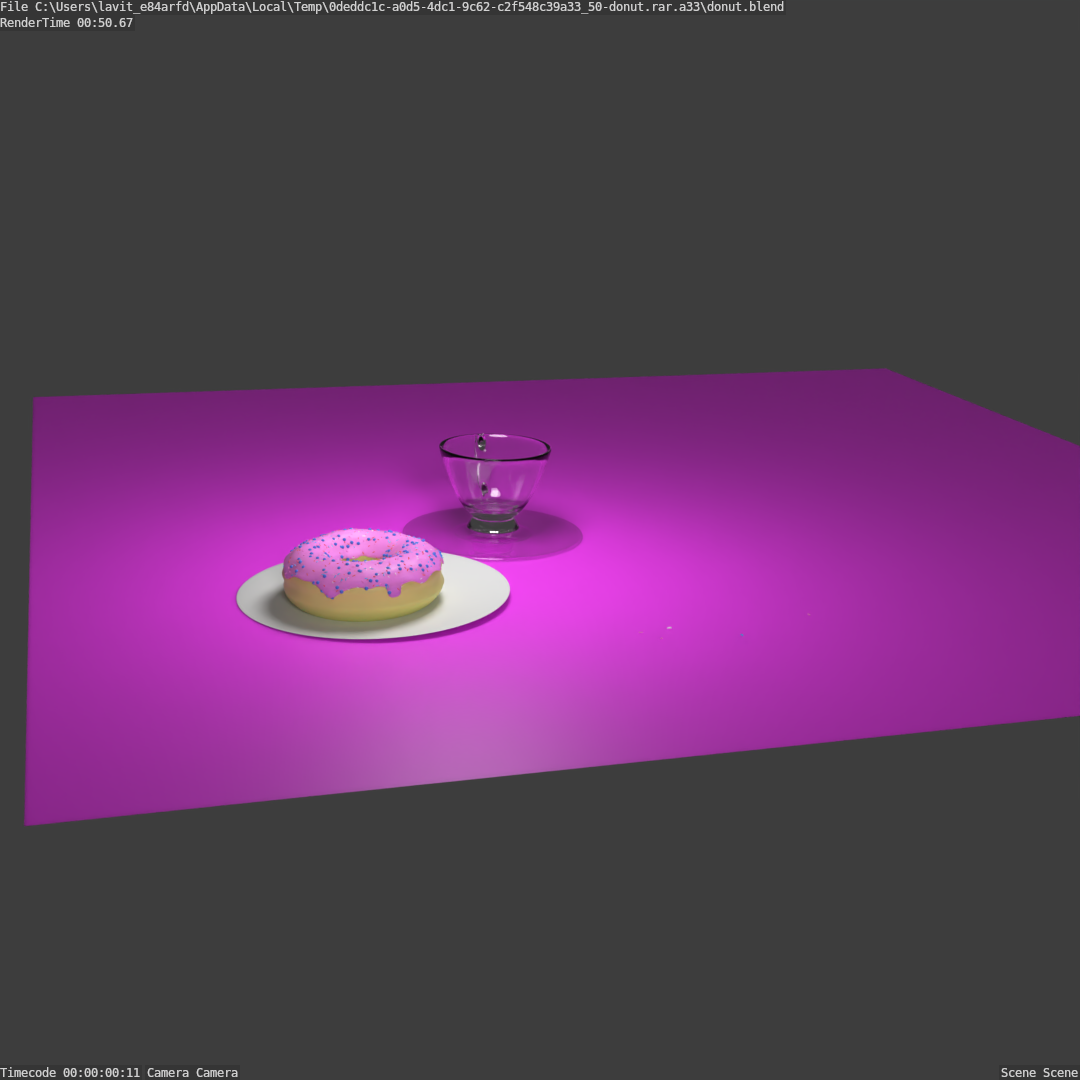 File C:\Users\lavit_e84arfd\AppData\Local\Temp\0deddc1c-a0d5-4dc1-9c62-c2f548c39a33_50-donut.rar.a33\donut.blend
RenderTime 00:50.67
Timecode 00:00:00:11 Camera Camera
Scene Scene